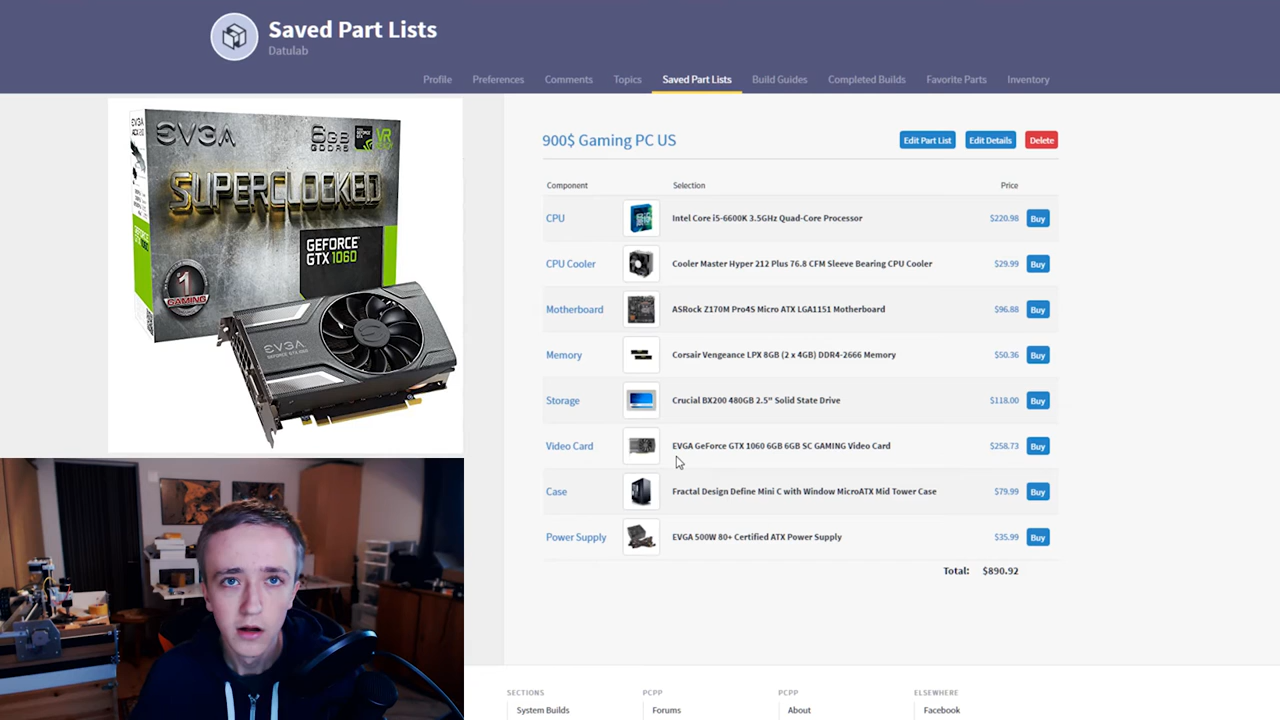 Saved Part Lists
Datulab
Profile Preferences Comments Topics Saved Part Lists Build Guides Completed Builds Favorite Parts Inventory
EVGA
6GB
GDDR5
VR
SUPERCLOCKED
GEFORCE
GTX 1060
1
GAMING
EVGA
900$ Gaming PC US
Edit Part List Edit Details Delete
Component Selection Price
CPU Intel Core i5-6600K 3.5GHz Quad-Core Processor $220.98 Buy
CPU Cooler Cooler Master Hyper 212 Plus 76.8 CFM Sleeve Bearing CPU Cooler $29.99 Buy
Motherboard ASRock Z170M Pro4S Micro ATX LGA1151 Motherboard $96.88 Buy
Memory Corsair Vengeance LPX 8GB (2 x 4GB) DDR4-2666 Memory $50.36 Buy
Storage Crucial BX200 480GB 2.5" Solid State Drive $118.00 Buy
Video Card EVGA GeForce GTX 1060 6GB 6GB SC GAMING Video Card $258.73 Buy
Case Fractal Design Define Mini C with Window MicroATX Mid Tower Case $79.99 Buy
Power Supply EVGA 500W 80+ Certified ATX Power Supply $35.99 Buy
Total: $890.92
SECTIONS PCPP PCPP ELSEWHERE
System Builds Forums About Facebook